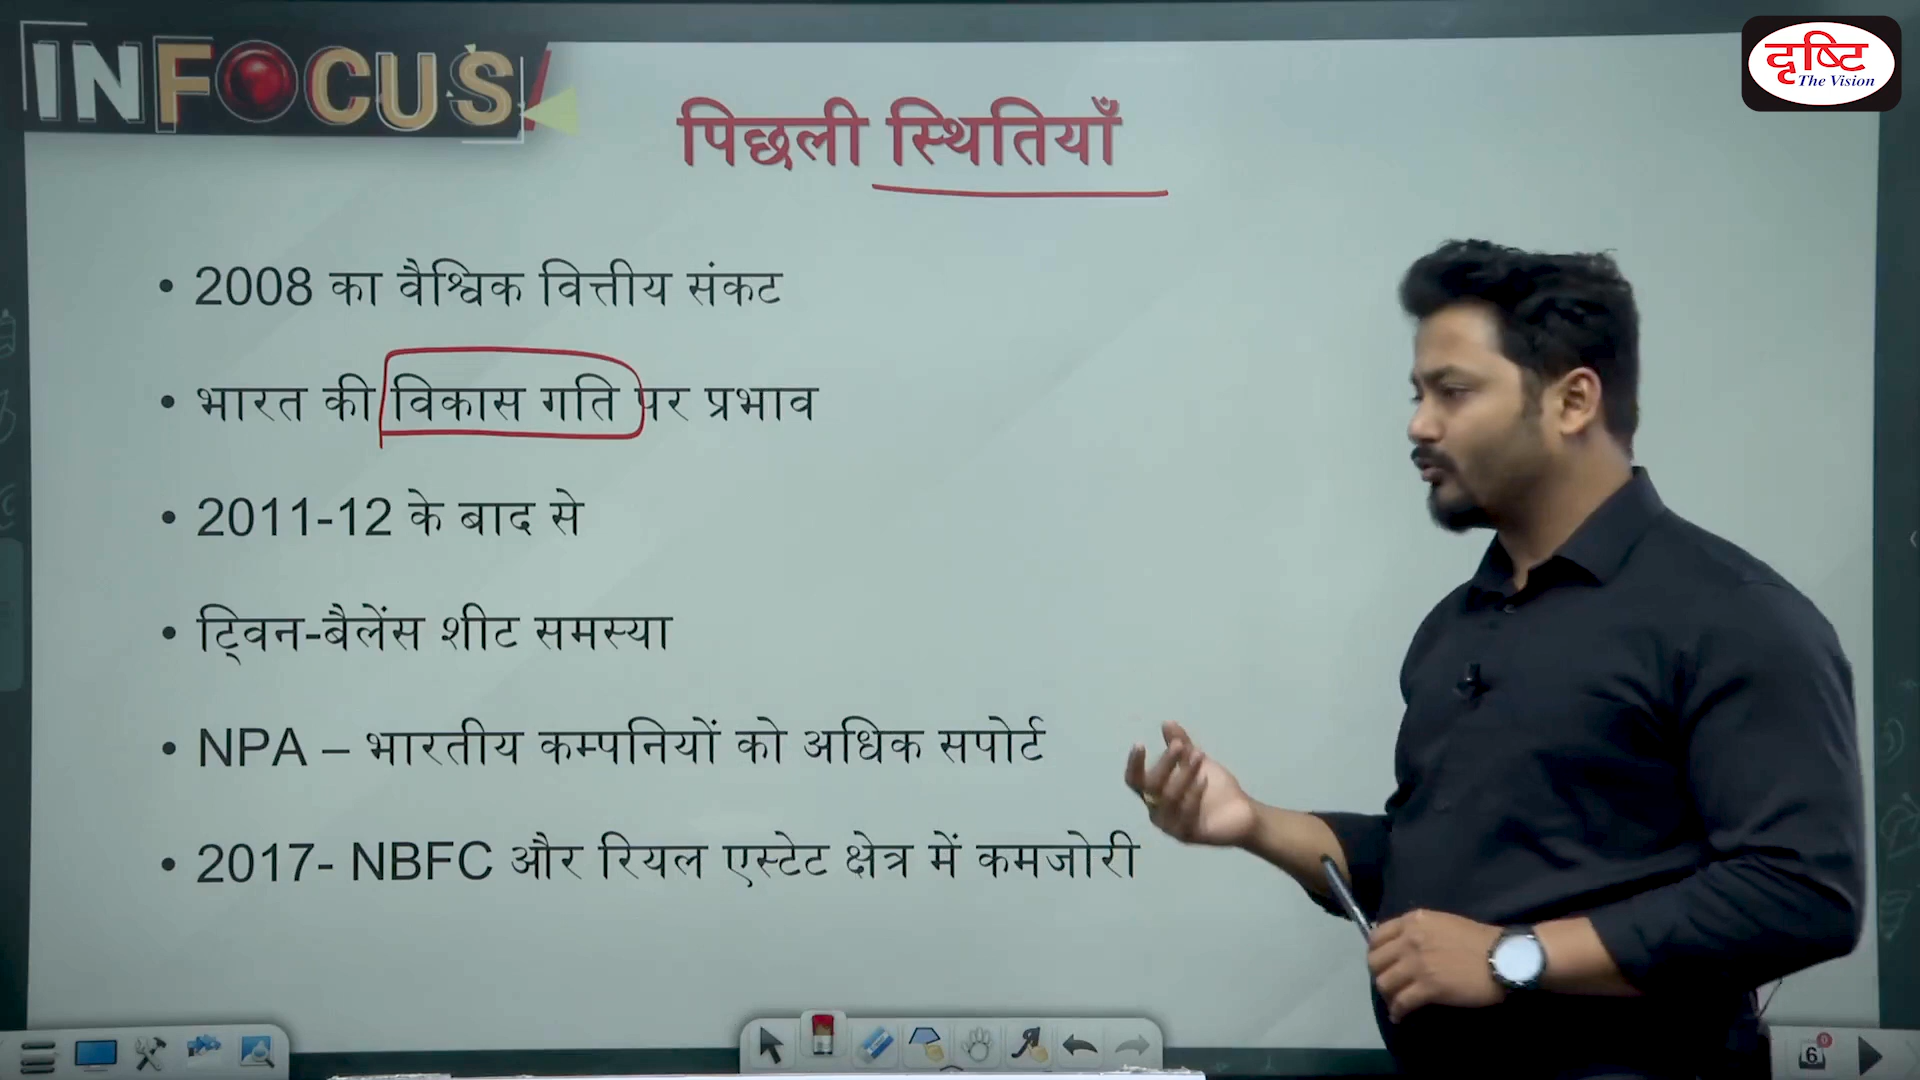 INFOCUS
दृष्टि
The Vision
पिछली स्थितियाँ
• 2008 का वैश्विक वित्तीय संकट
• भारत की विकास गति पर प्रभाव
• 2011-12 के बाद से
• ट्विन-बैलेंस शीट समस्या
• NPA – भारतीय कम्पनियों को अधिक सपोर्ट
• 2017- NBFC और रियल एस्टेट क्षेत्र में कमजोरी
6
0